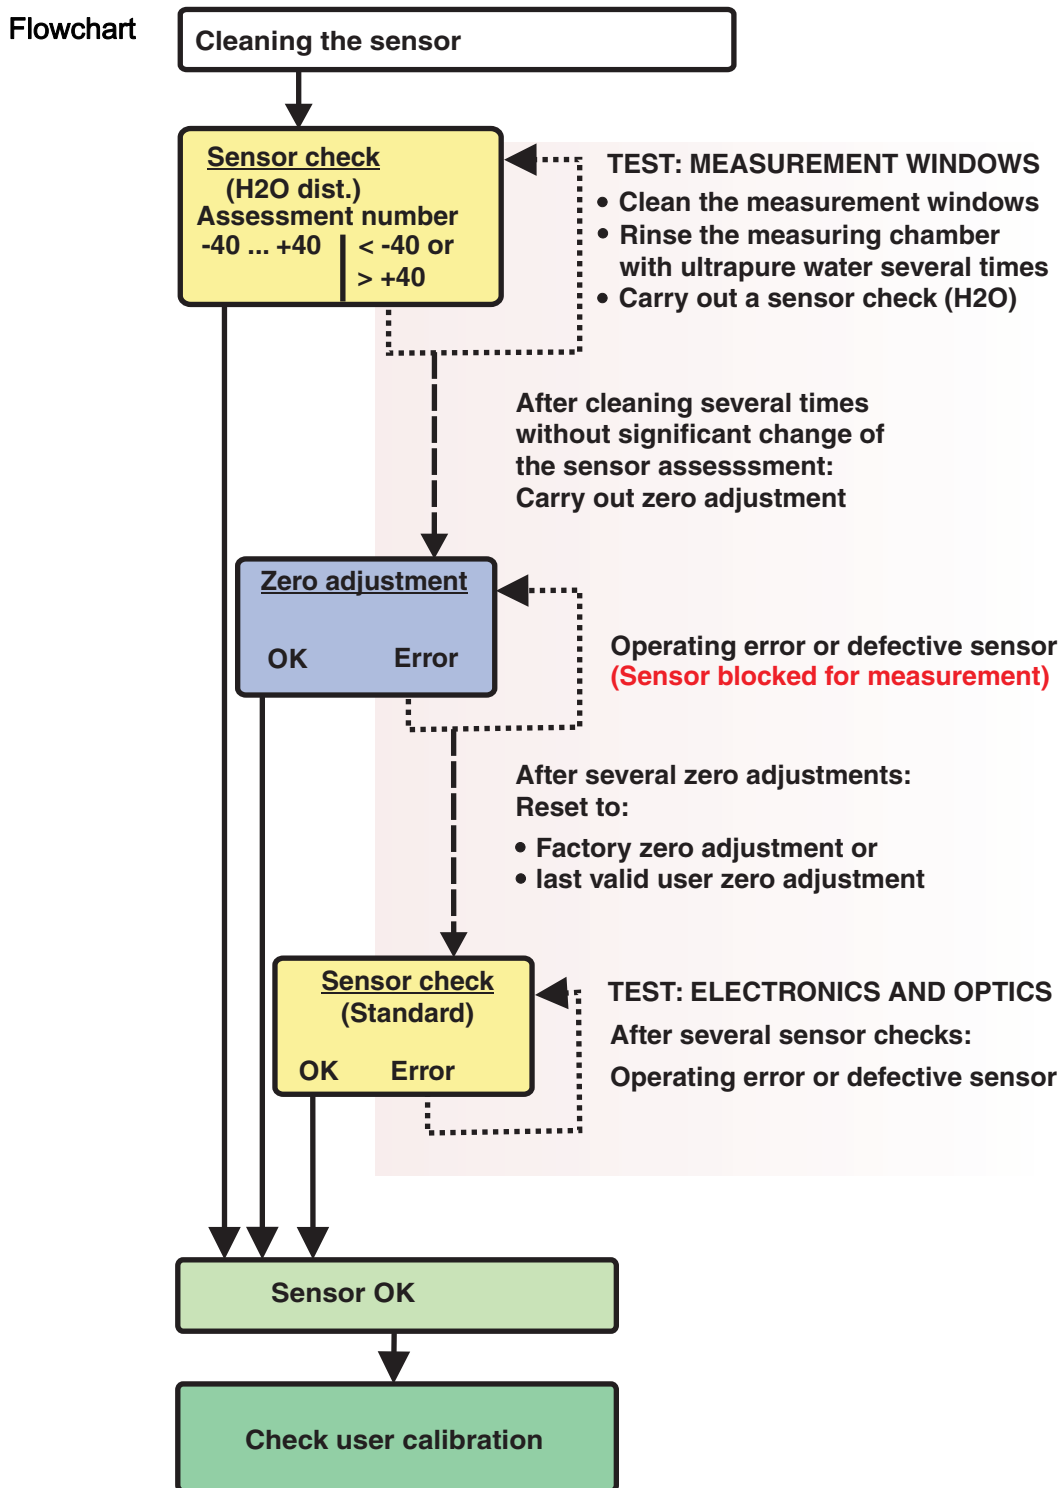 Flowchart
Cleaning the sensor
Sensor check
(H2O dist.)
Assessment number
-40 ... +40
< -40 or
> +40
TEST: MEASUREMENT WINDOWS
• Clean the measurement windows
• Rinse the measuring chamber
with ultrapure water several times
• Carry out a sensor check (H2O)
After cleaning several times
without significant change of
the sensor assesssment:
Carry out zero adjustment
Zero adjustment
OK
Error
Operating error or defective sensor
(Sensor blocked for measurement)
After several zero adjustments:
Reset to:
• Factory zero adjustment or
• last valid user zero adjustment
Sensor check
(Standard)
OK
Error
TEST: ELECTRONICS AND OPTICS
After several sensor checks:
Operating error or defective sensor
Sensor OK
Check user calibration